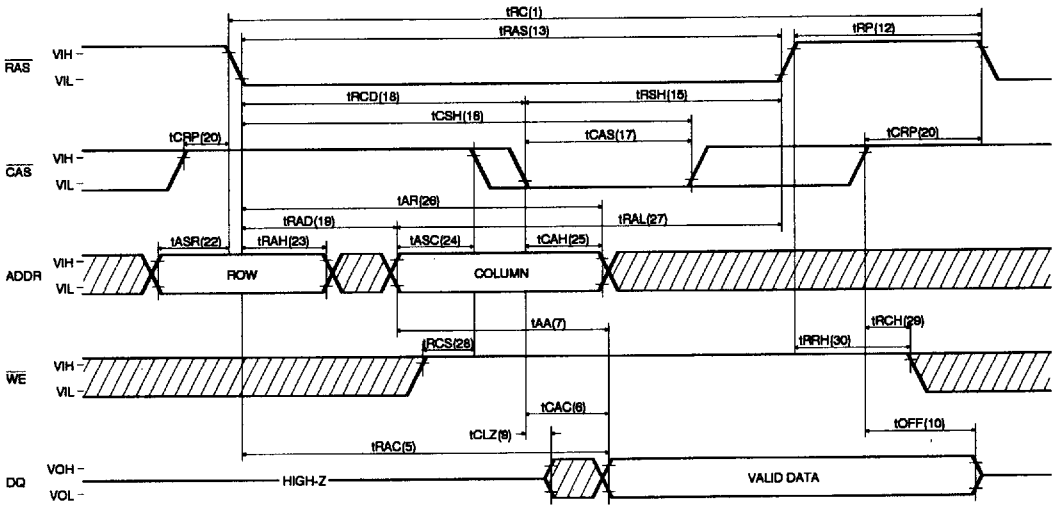 tRC(1)
tRAS(13)
tRP(12)
RAS
VIH
VIL
tRCD(18)
tRSH(15)
tCSH(16)
tCRP(20)
tCAS(17)
tCRP(20)
CAS
VIH
VIL
tAR(26)
tRAD(19)
tRAL(27)
tASR(22)
tRAH(23)
tASC(24)
tCAH(25)
ADDR
VIH
VIL
ROW
COLUMN
tAA(7)
tRCH(29)
tRCS(28)
tRRH(30)
WE
VIH
VIL
tCAC(6)
tCLZ(9)
tOFF(10)
tRAC(5)
DQ
VOH
VOL
HIGH-Z
VALID DATA